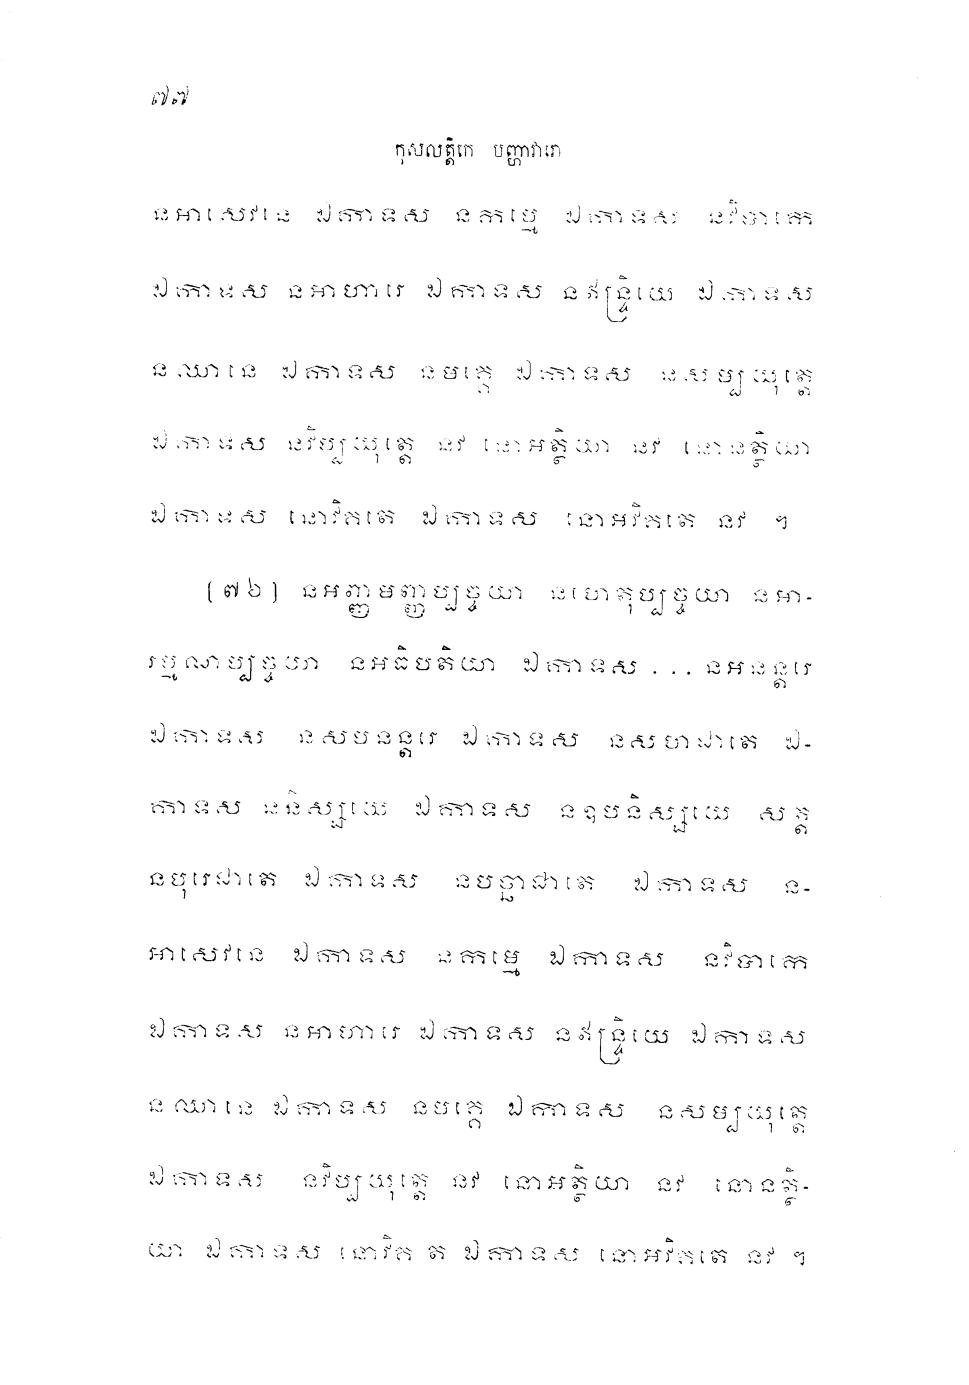 ៧៧
កុសលត្តិកេ បញ្ហាវារោ
នអាសេវនេ ឯកាទស នកម្មេ ឯកាទស នវិបាកេ
ឯកាទស នអាហារេ ឯកាទស នឥន្ទ្រិយេ ឯកាទស
នឈានេ ឯកាទស នមគ្គេ ឯកាទស នសម្បយុត្តេ
ឯកាទស នវិប្បយុត្តេ នវ នោអត្ថិយា នវ នោនត្ថិយា
ឯកាទស នោវិគតេ ឯកាទស នោអវិគតេ នវ ។
[៧៦] នអញ្ញមញ្ញប្បច្ចយា នហេតុប្បច្ចយា នអា-
រម្មណប្បច្ចយា នអធិបតិយា ឯកាទស ... នអនន្តរេ
ឯកាទស នសមនន្តរេ ឯកាទស នសហជាតេ ឯ-
កាទស ននិស្សយេ ឯកាទស នឧបនិស្សយេ សត្ត
នបុរេជាតេ ឯកាទស នបច្ឆាជាតេ ឯកាទស ន-
អាសេវនេ ឯកាទស នកម្មេ ឯកាទស នវិបាកេ
ឯកាទស នអាហារេ ឯកាទស នឥន្ទ្រិយេ ឯកាទស
នឈានេ ឯកាទស នមគ្គេ ឯកាទស នសម្បយុត្តេ
ឯកាទស នវិប្បយុត្តេ នវ នោអត្ថិយា នវ នោនត្ថិ-
យា ឯកាទស នោវិគតេ ឯកាទស នោអវិគតេ នវ ។